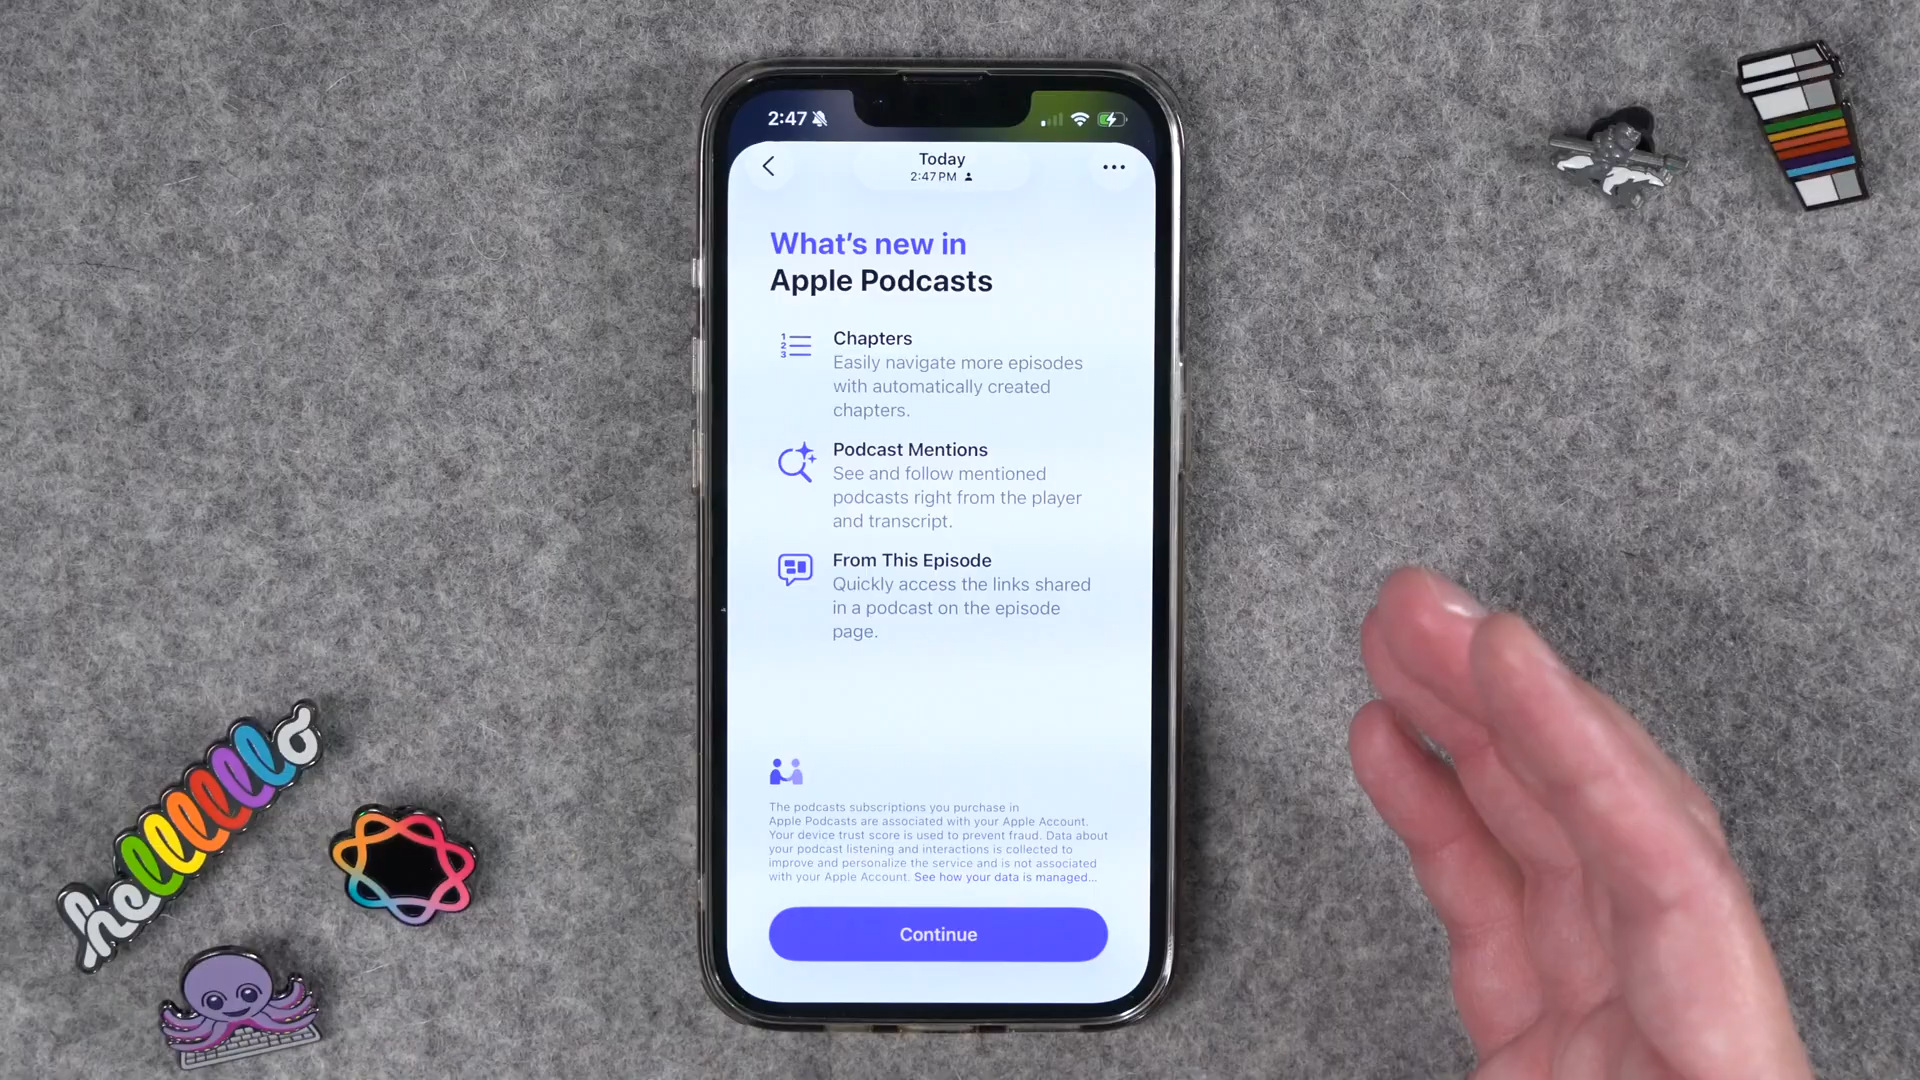 2:47
Today
2:47 PM
What's new in
Apple Podcasts
1
2
3
Chapters
Easily navigate more episodes
with automatically created
chapters.
Podcast Mentions
See and follow mentioned
podcasts right from the player
and transcript.
From This Episode
Quickly access the links shared
in a podcast on the episode
page.
The podcasts subscriptions you purchase in
Apple Podcasts are associated with your Apple Account.
Your device trust score is used to prevent fraud. Data about
your podcast listening and interactions is collected to
improve and personalize the service and is not associated
with your Apple Account. See how your data is managed...
Continue
helllllo